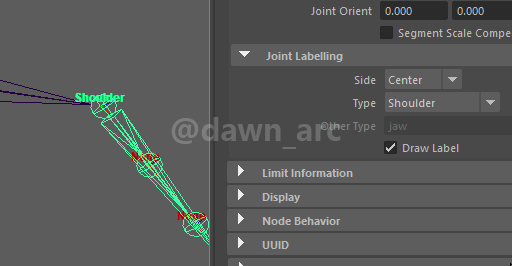 Joint Orient 0.000 0.000
Segment Scale Compe
Joint Labelling
Side Center
Shoulder
Type Shoulder
@dawn_art
Other Type jaw
Draw Label
Limit Information
Display
Node Behavior
UUID